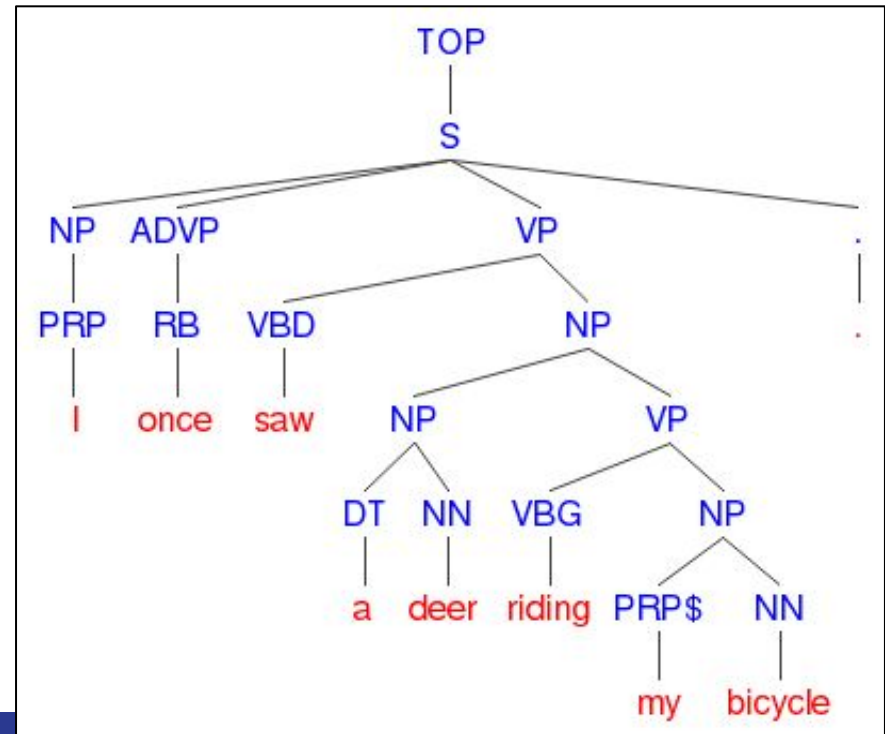 TOP
S
NP ADVP VP .
PRP RB VBD NP .
I once saw NP VP
DT NN VBG NP
a deer riding PRP$ NN
my bicycle